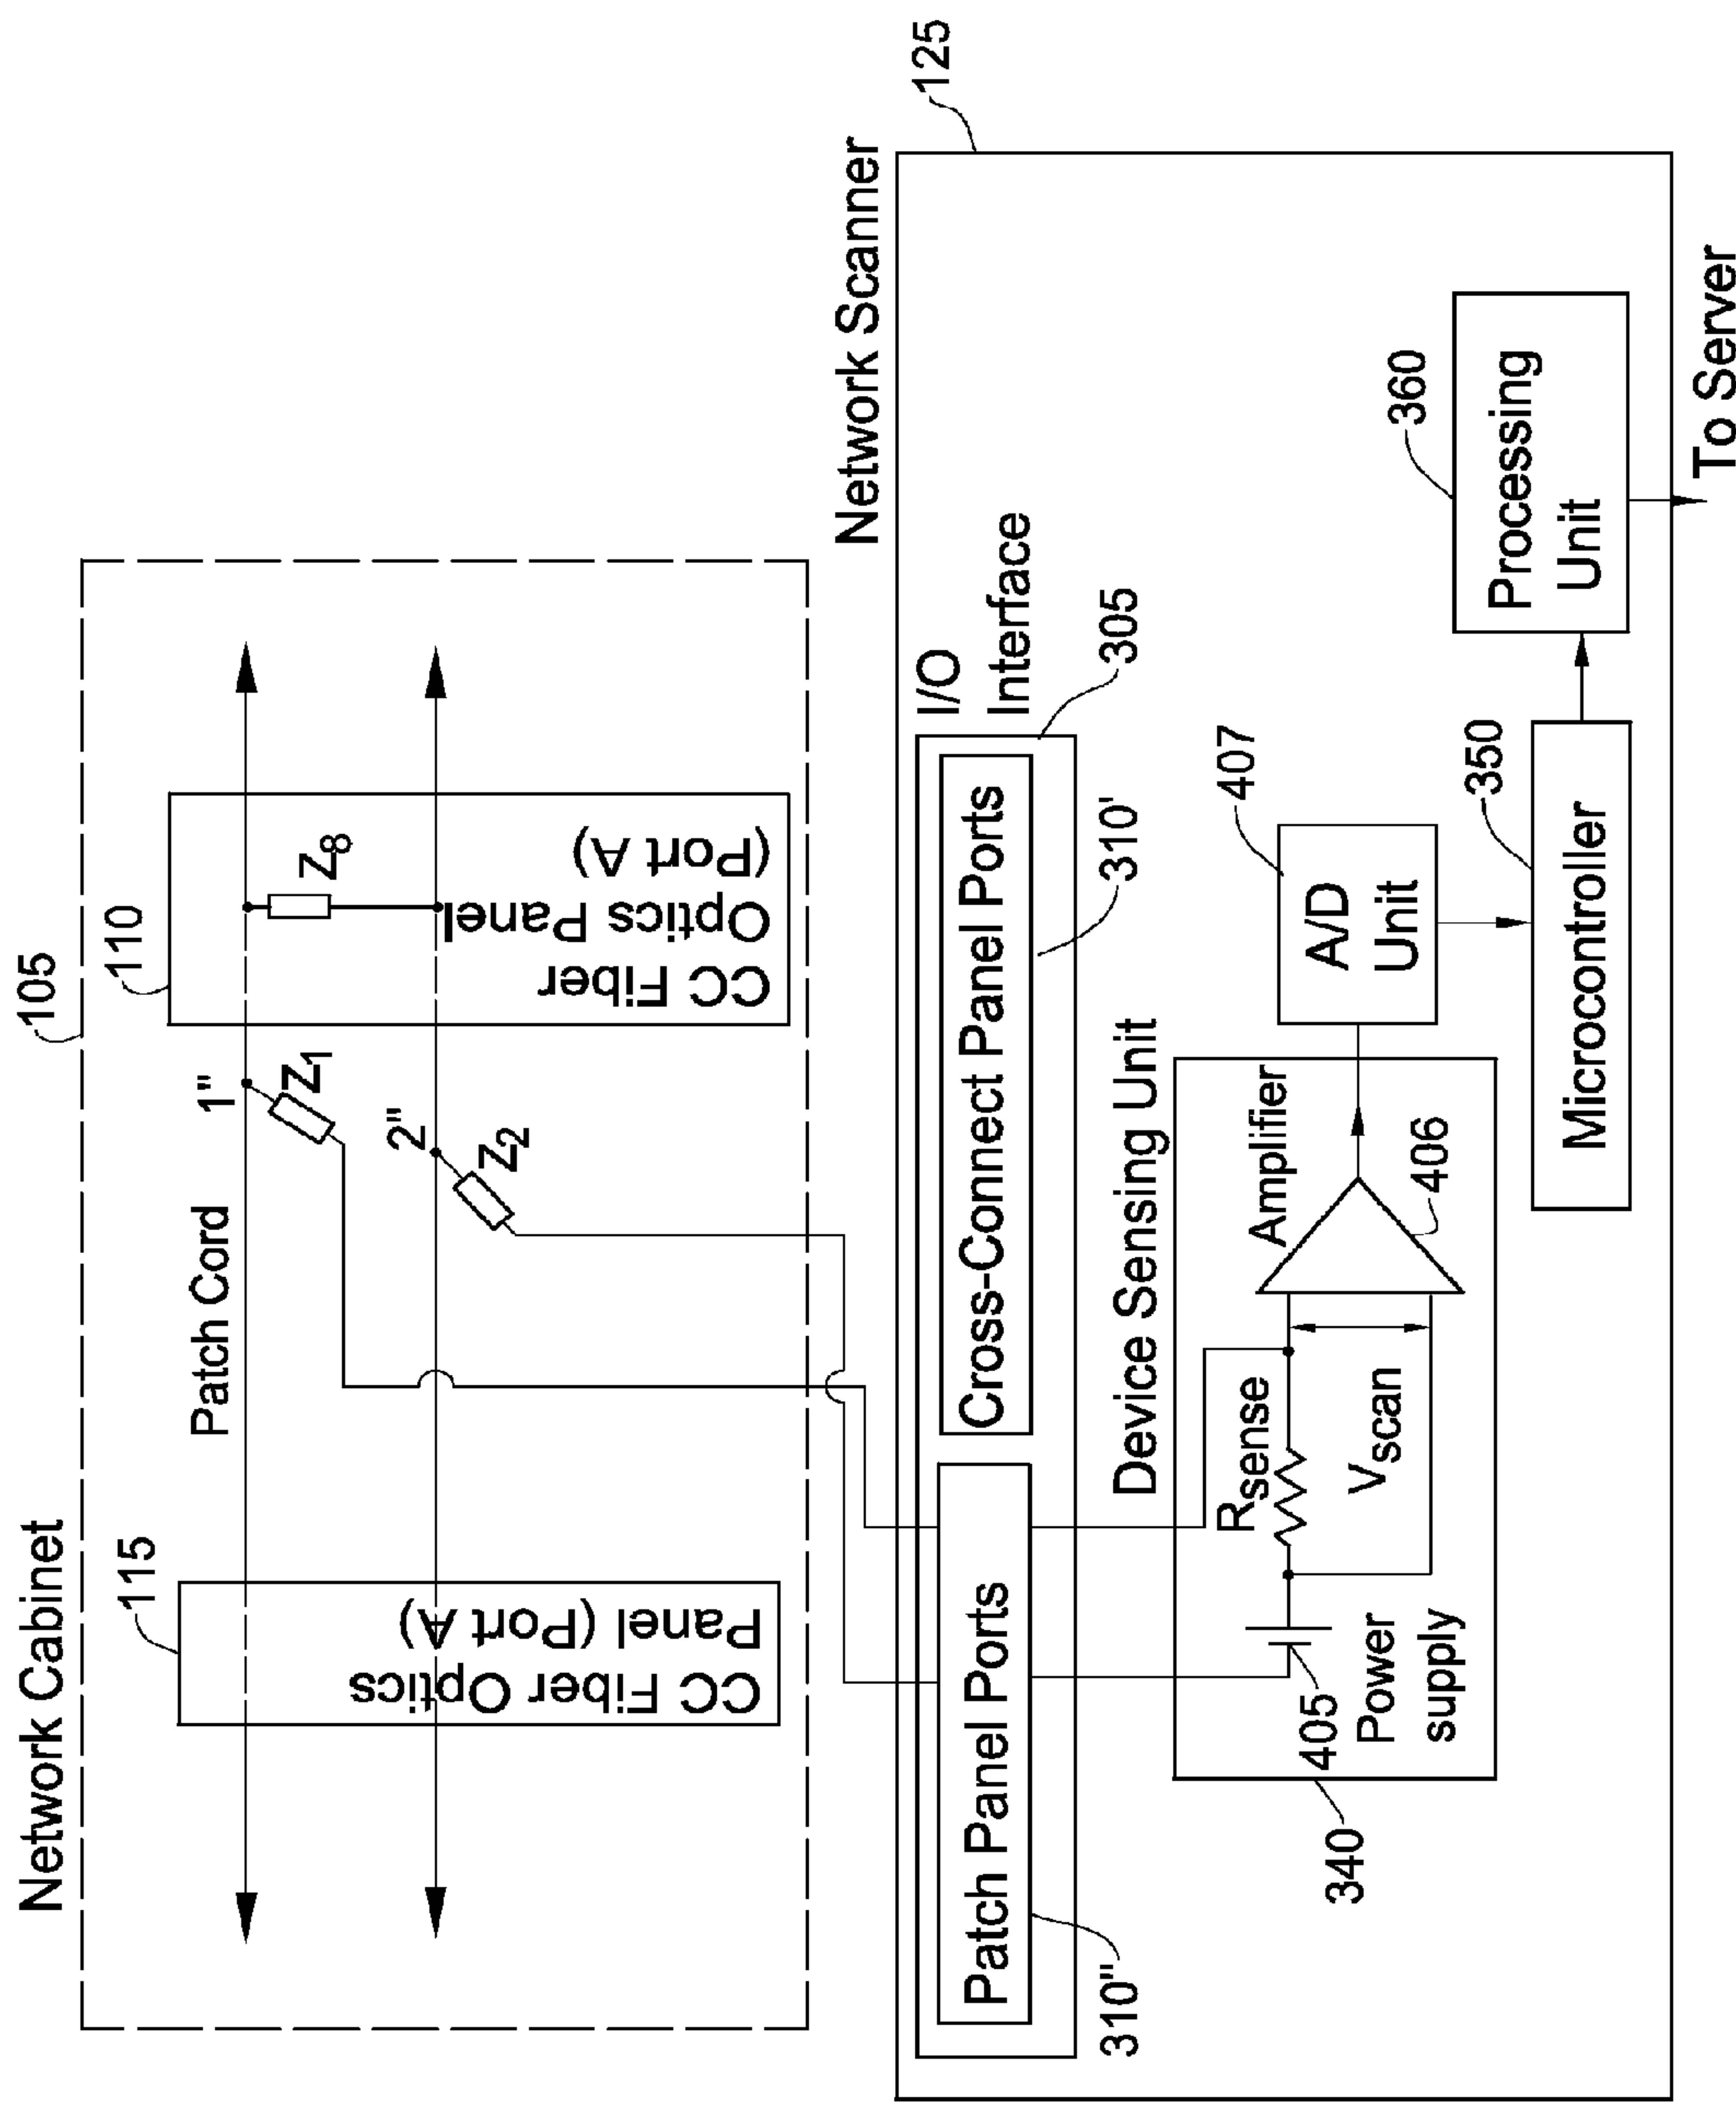 Network Cabinet
105
115
CC Fiber Optics
Panel (Port A)
Patch Cord
1"
Z1
2"
Z2
110
CC Fiber
Optics Panel
(Port A)
Z8
Network Scanner
125
I/O
Interface
305
Patch Panel Ports
310"
Cross-Connect Panel Ports
310'
Device Sensing Unit
340
405
Power
supply
Rsense
Vscan
Amplifier
406
407
A/D
Unit
350
Microcontroller
360
Processing
Unit
To Server